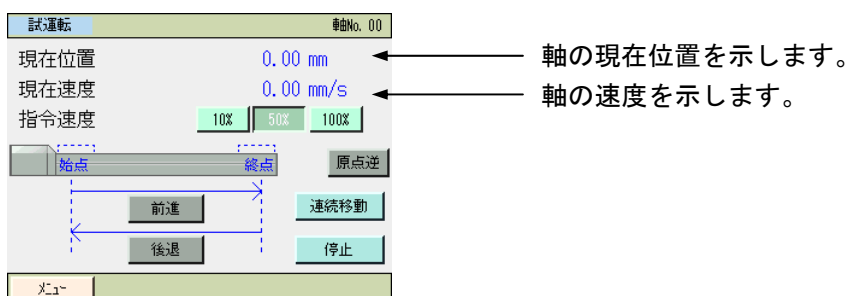 試運転 軸No. 00
現在位置 0.00 mm 軸の現在位置を示します。
現在速度 0.00 mm/s 軸の速度を示します。
指令速度 10% 50% 100%
始点 終点 原点逆
前進 連続移動
後退 停止
ﾒﾆｭｰ